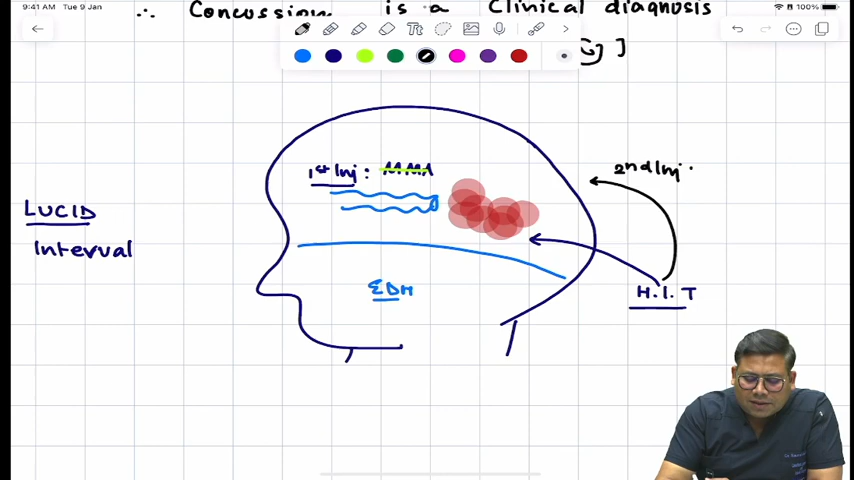 9:41 AM Tue 9 Jan
100%
∴ Concussion is a Clinical diagnosis
]
1st Inj : MMA
2nd Inj.
LUCID
Interval
EDH
H.I.T